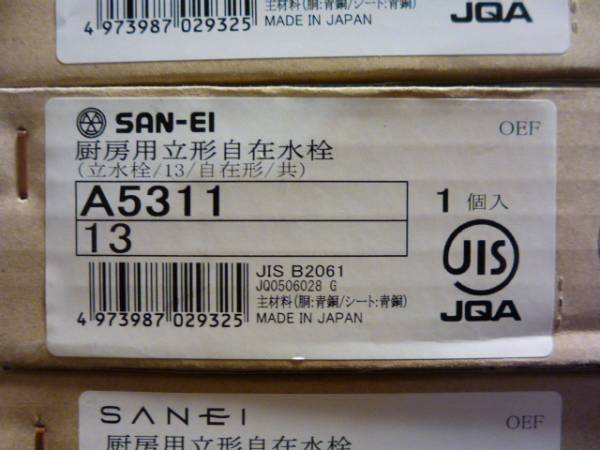 主材料(胴:青銅/シート:青銅)
4 973987 029325
MADE IN JAPAN
JQA
SAN-EI
OEF
厨房用立形自在水栓
(立水栓/13/自在形/共)
A5311
1個入
13
JIS
JIS B2061
JQ0506028 G
主材料(胴:青銅/シート:青銅)
4 973987 029325
MADE IN JAPAN
JQA
SANEI
OEF
厨房用立形自在水栓